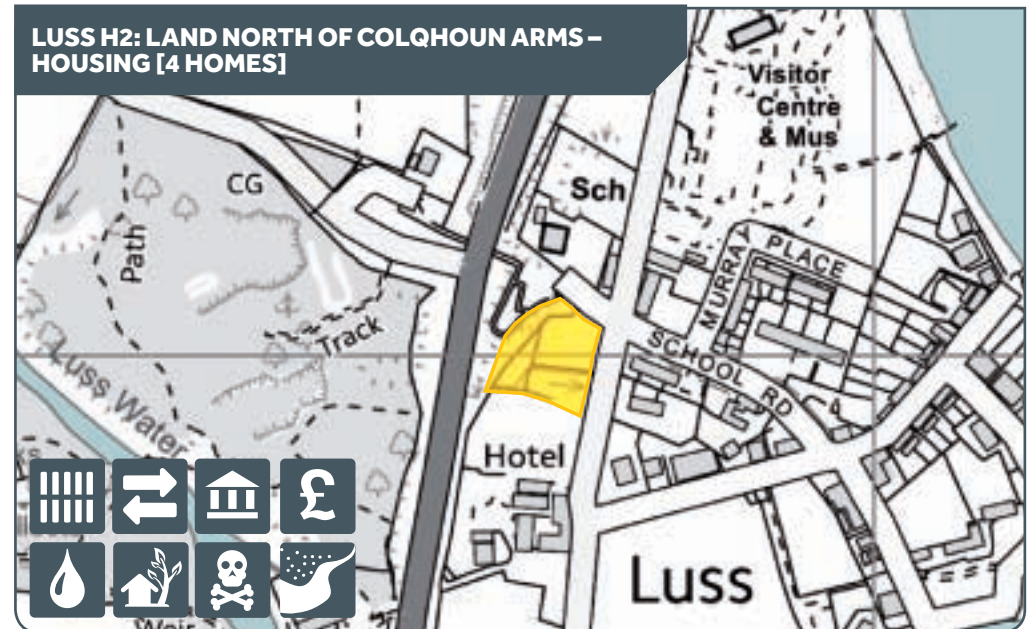 LUSS H2: LAND NORTH OF COLQHOUN ARMS –
HOUSING [4 HOMES]
Visitor
Centre
& Mus
CG
Sch
Path
MURRA
PLACE
Track
SCHOOL RD
Luss Water
Hotel
£
Luss
Weir